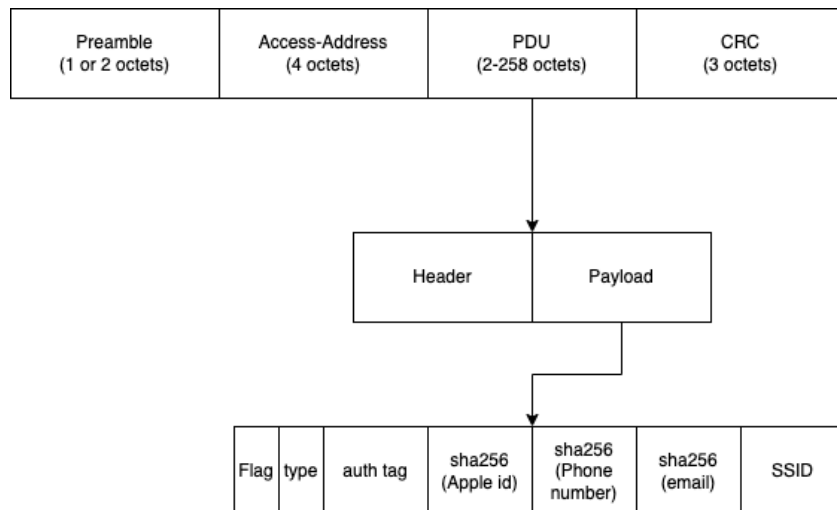 Preamble
(1 or 2 octets)
Access-Address
(4 octets)
PDU
(2-258 octets)
CRC
(3 octets)
Header
Payload
Flag
type
auth tag
sha256
(Apple id)
sha256
(Phone
number)
sha256
(email)
SSID